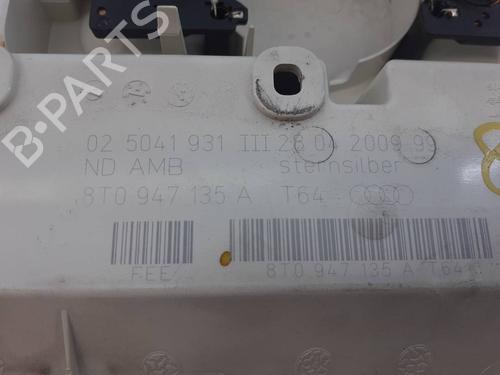 B-PARTS
02 5041 931 III 28 04 2009 99
ND AMB sternsilber
8T0 947 135 A T64
FEE
8T0 947 135 A T64